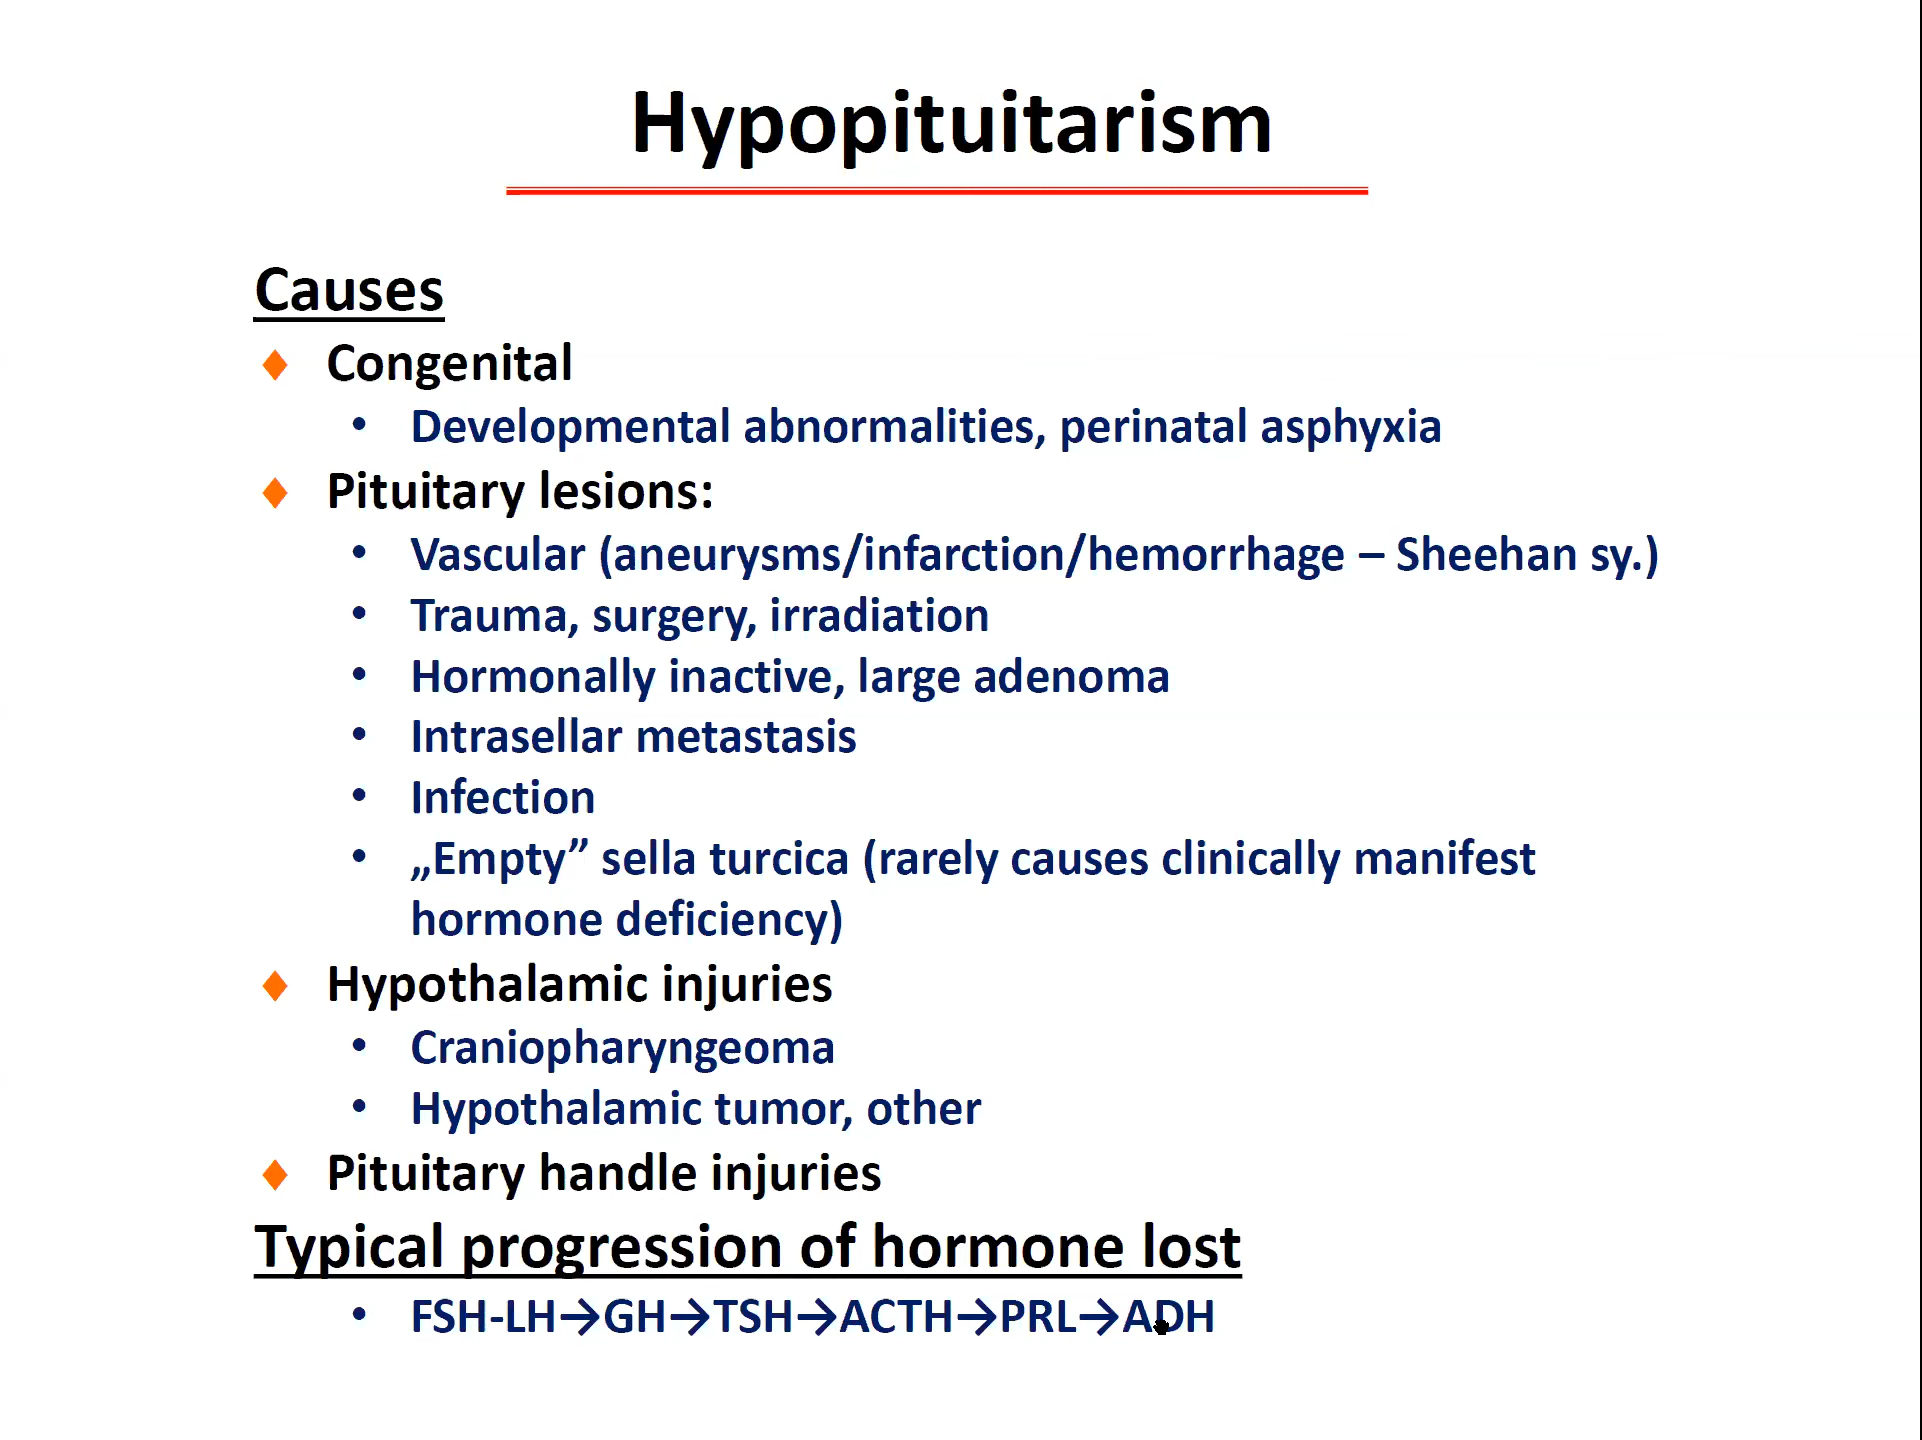 Hypopituitarism
Causes
♦ Congenital
• Developmental abnormalities, perinatal asphyxia
♦ Pituitary lesions:
• Vascular (aneurysms/infarction/hemorrhage – Sheehan sy.)
• Trauma, surgery, irradiation
• Hormonally inactive, large adenoma
• Intrasellar metastasis
• Infection
• „Empty” sella turcica (rarely causes clinically manifest
hormone deficiency)
♦ Hypothalamic injuries
• Craniopharyngeoma
• Hypothalamic tumor, other
♦ Pituitary handle injuries
Typical progression of hormone lost
• FSH-LH→GH→TSH→ACTH→PRL→ADH